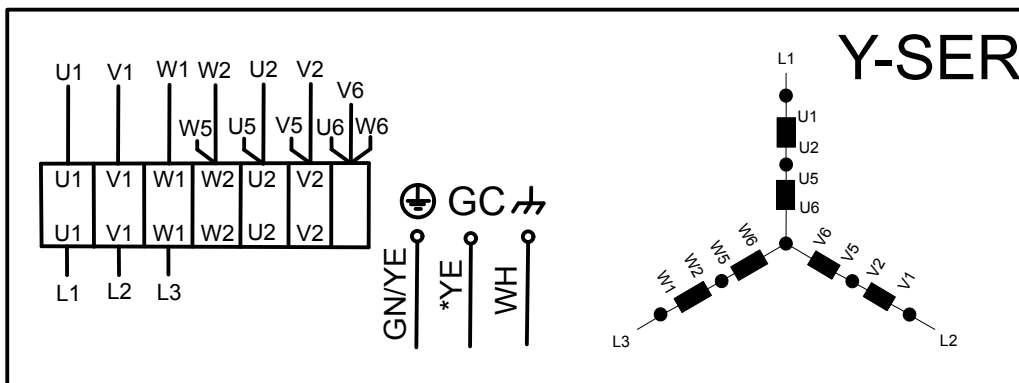 Y-SER
U1 V1 W1 W2 U2 V2 V6
W5 U5 V5 U6 W6
U1 V1 W1 W2 U2 V2
U1 V1 W1 W2 U2 V2
L1 L2 L3
GC
GN/YE
*YE
WH
L1
U1
U2
U5
U6
W6
W5
W2
W1
L3
V6
V5
V2
V1
L2